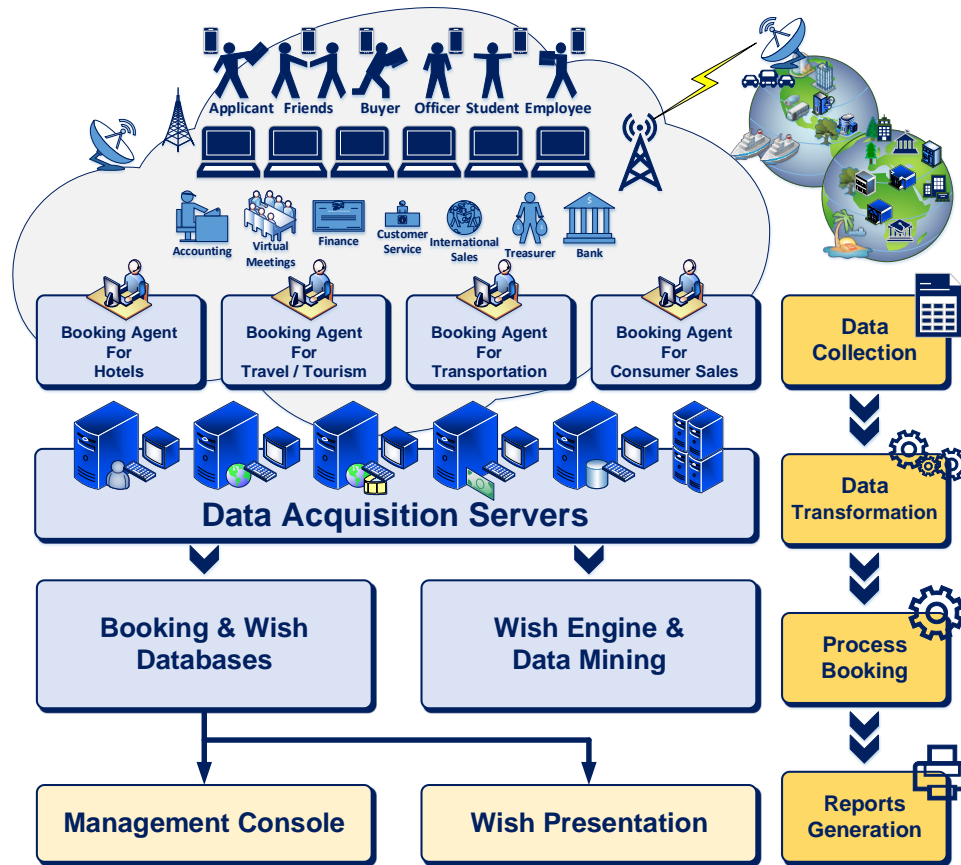 Applicant Friends Buyer Officer Student Employee
Accounting
Virtual
Meetings
Finance
Customer
Service
International
Sales
Treasurer
Bank
$
Booking Agent
For
Hotels
Booking Agent
For
Travel / Tourism
Booking Agent
For
Transportation
Booking Agent
For
Consumer Sales
Data
Collection
Data Acquisition Servers
Data
Transformation
Booking & Wish
Databases
Wish Engine &
Data Mining
Process
Booking
Management Console
Wish Presentation
Reports
Generation